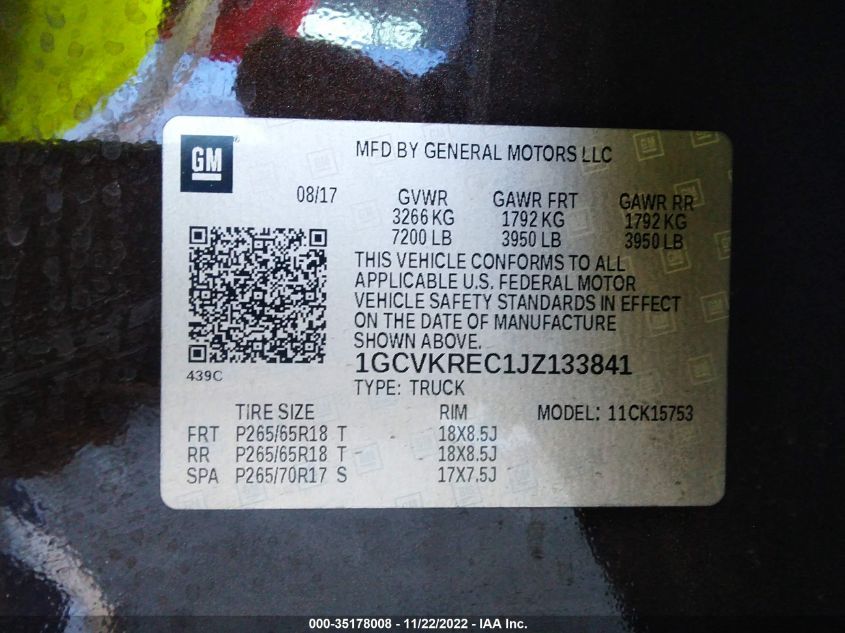 GM®
MFD BY GENERAL MOTORS LLC
08/17 GVWR GAWR FRT GAWR RR
3266 KG 1792 KG 1792 KG
7200 LB 3950 LB 3950 LB
THIS VEHICLE CONFORMS TO ALL
APPLICABLE U.S. FEDERAL MOTOR
VEHICLE SAFETY STANDARDS IN EFFECT
ON THE DATE OF MANUFACTURE
SHOWN ABOVE.
1GCVKREC1JZ133841
439C
TYPE: TRUCK
TIRE SIZE RIM MODEL: 11CK15753
FRT P265/65R18 T 18X8.5J
RR P265/65R18 T 18X8.5J
SPA P265/70R17 S 17X7.5J
000-35178008 - 11/22/2022 - IAA Inc.